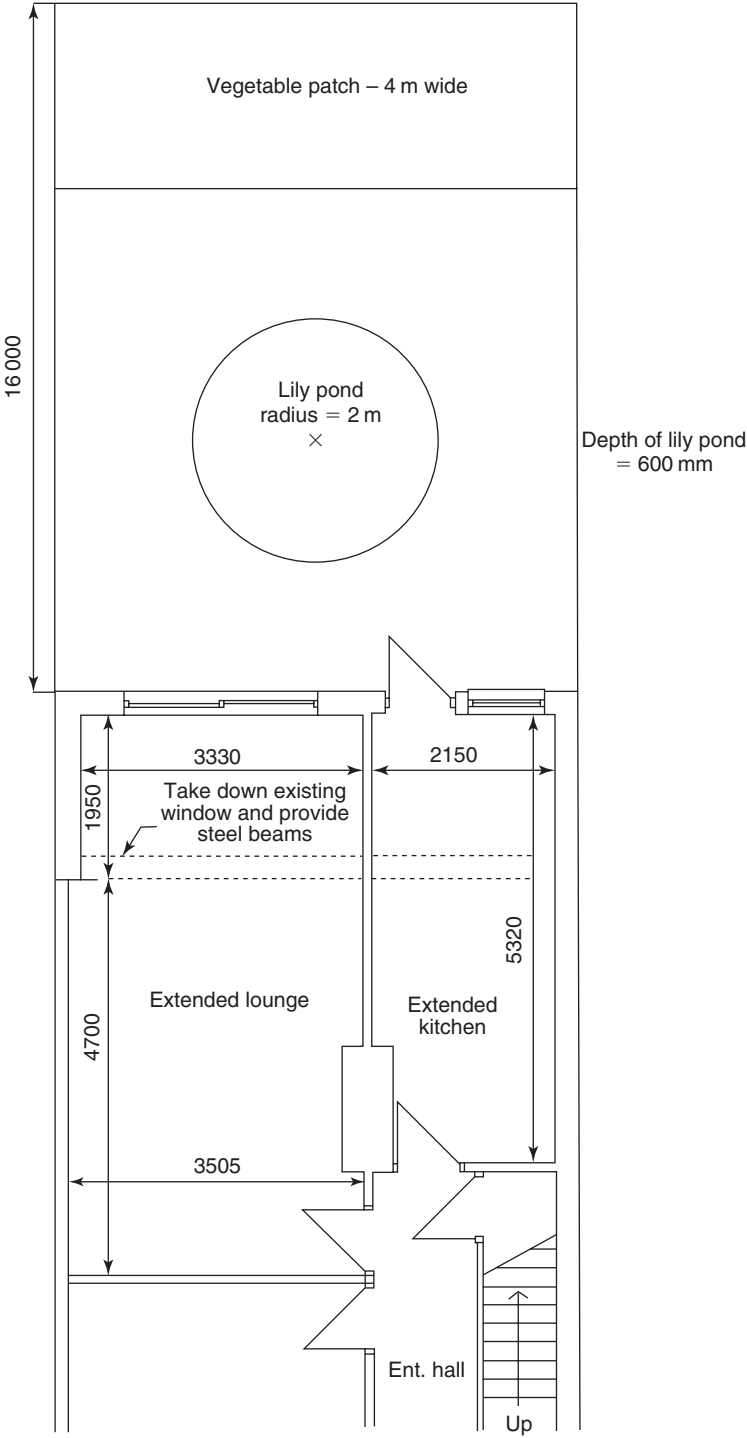 Vegetable patch – 4 m wide
16 000
Lily pond
radius = 2 m
Depth of lily pond
= 600 mm
3330
2150
1950
Take down existing
window and provide
steel beams
5320
4700
Extended lounge
Extended
kitchen
3505
Ent. hall
Up